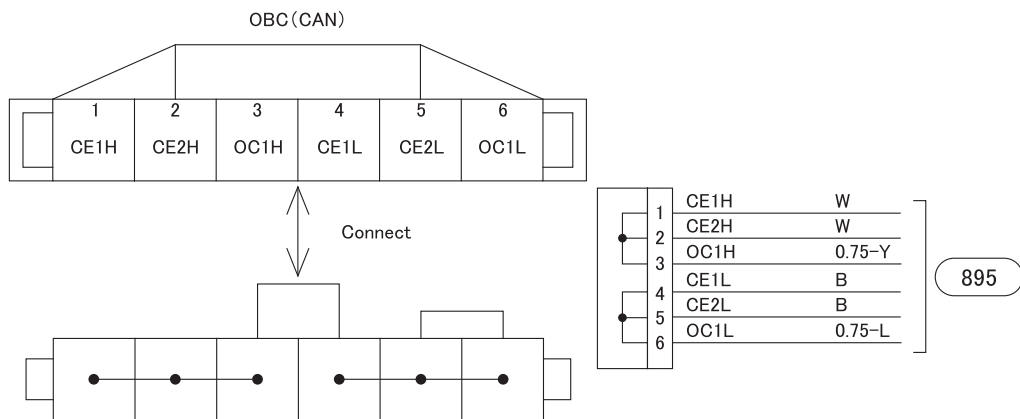 OBC(CAN)
1 2 3 4 5 6
CE1H CE2H OC1H CE1L CE2L OC1L
Connect
1 CE1H W
2 CE2H W
3 OC1H 0.75-Y
4 CE1L B
5 CE2L B
6 OC1L 0.75-L
895